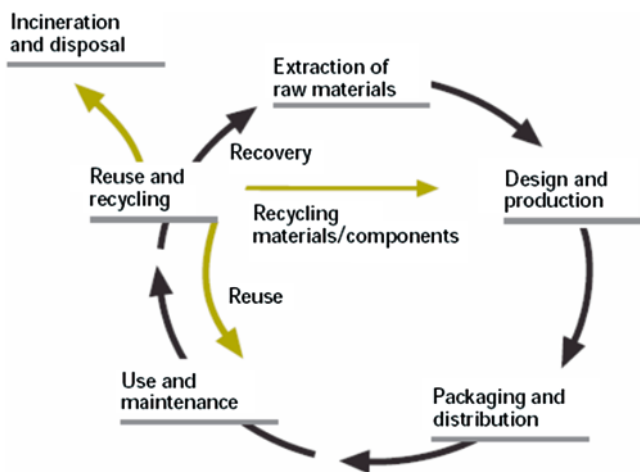 Incineration
and disposal
Extraction of
raw materials
Recovery
Reuse and
recycling
Design and
production
Recycling
materials/components
Reuse
Use and
maintenance
Packaging and
distribution